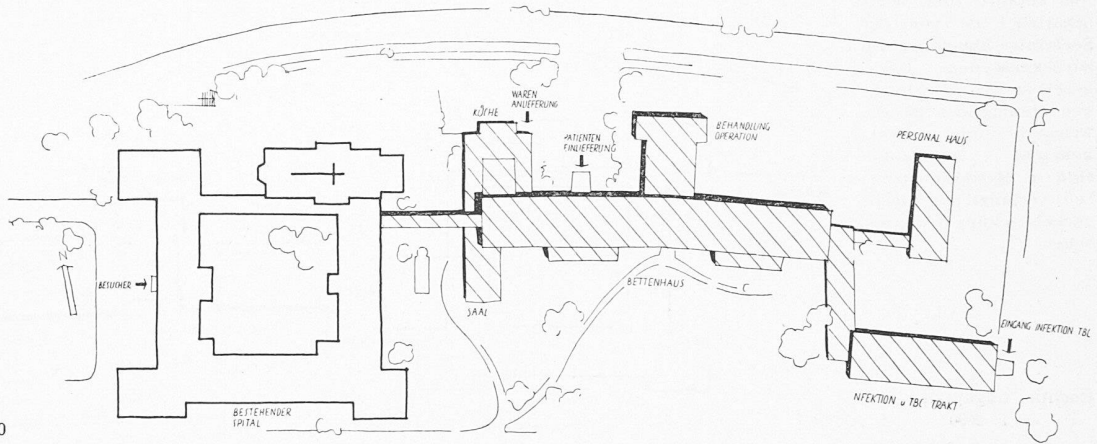 WAREN
ANLIEFERUNG
KÜCHE
PATIENTEN
EINLIEFERUNG
BEHANDLUNG
OPERATION
PERSONAL HAUS
N
BESUCHER
BETTENHAUS
SAAL
EINGANG INFEKTION TBC
BESTEHENDER
SPITAL
NFEKTION u TBC TRAKT
0